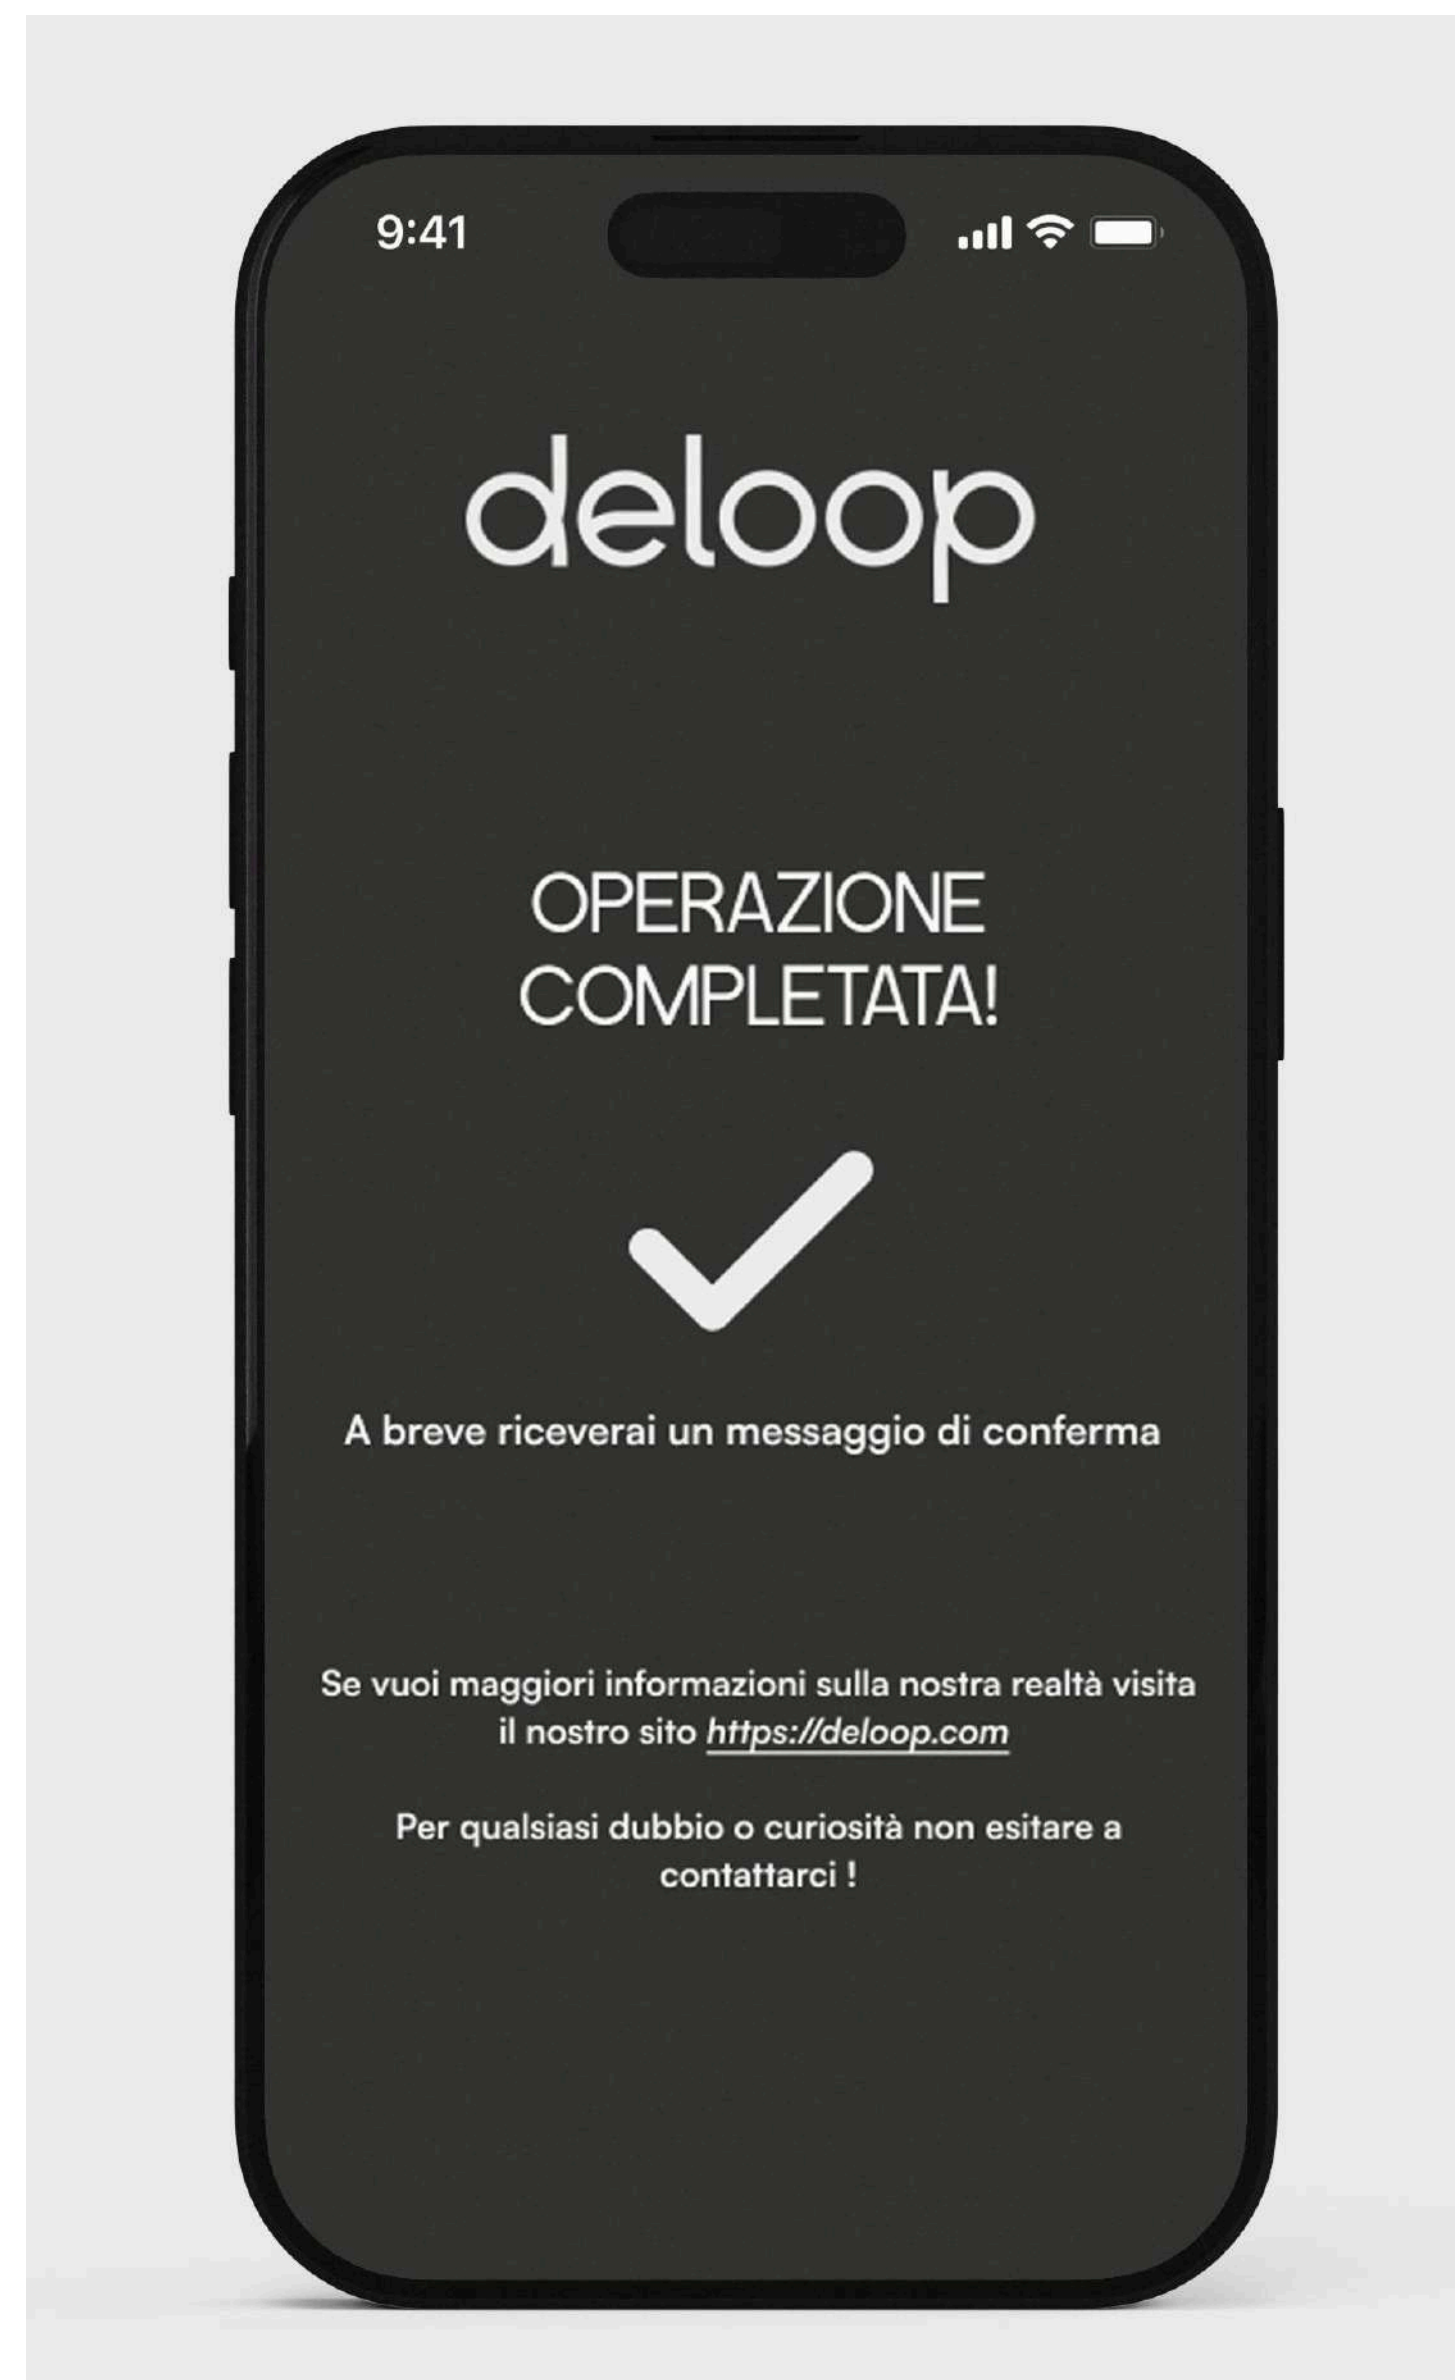 9:41
deloop
OPERAZIONE
COMPLETATA!
A breve riceverai un messaggio di conferma
Se vuoi maggiori informazioni sulla nostra realtà visita
il nostro sito https://deloop.com
Per qualsiasi dubbio o curiosità non esitare a
contattarci !